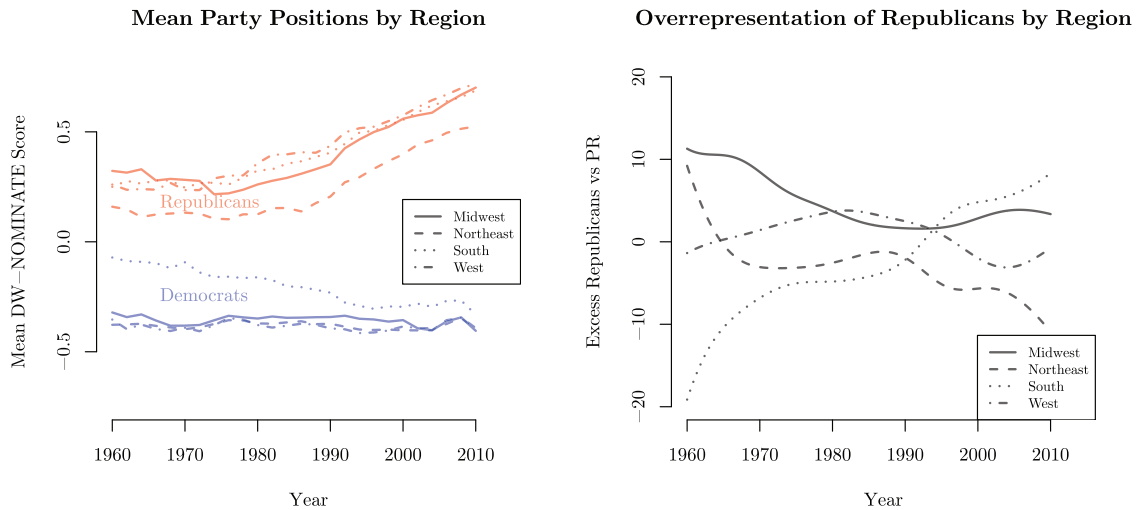 Mean Party Positions by Region
Mean DW−NOMINATE Score
0.5
0.0
−0.5
Republicans
Democrats
Midwest
Northeast
South
West
1960 1970 1980 1990 2000 2010
Year
Overrepresentation of Republicans by Region
Excess Republicans vs PR
20
10
0
−10
−20
Midwest
Northeast
South
West
1960 1970 1980 1990 2000 2010
Year